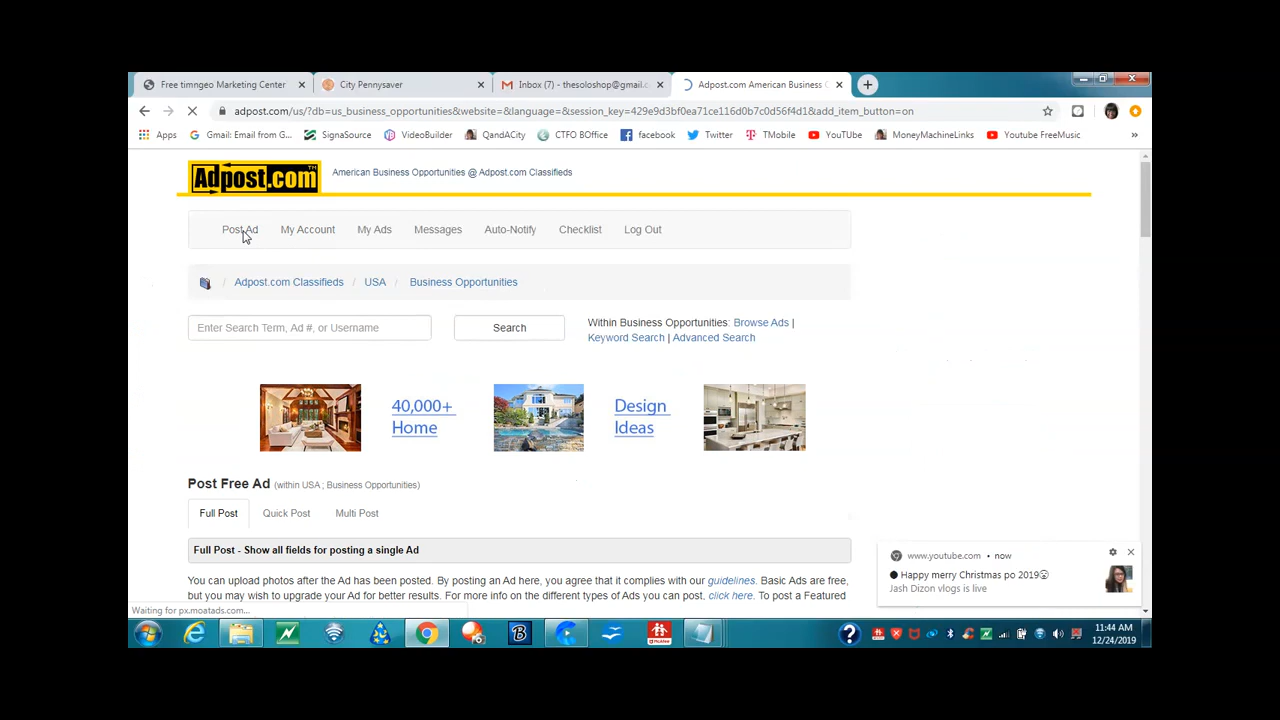 Free timngeo Marketing Center
City Pennysaver
Inbox (7) - thesoloshop@gmail.c
Adpost.com American Business C
adpost.com/us/?db=us_business_opportunities&website=&language=&session_key=429e9d3bf0ea71ce116d0b7c0d56f4d1&add_item_button=on
Apps
Gmail: Email from G...
SignaSource
VideoBuilder
QandACity
CTFO BOffice
facebook
Twitter
TMobile
YouTUbe
MoneyMachineLinks
Youtube FreeMusic
»
Adpost.com™
American Business Opportunities @ Adpost.com Classifieds
Post Ad
My Account
My Ads
Messages
Auto-Notify
Checklist
Log Out
/ Adpost.com Classifieds / USA / Business Opportunities
Enter Search Term, Ad #, or Username
Search
Within Business Opportunities: Browse Ads |
Keyword Search | Advanced Search
40,000+
Home
Design
Ideas
Post Free Ad (within USA ; Business Opportunities)
Full Post
Quick Post
Multi Post
Full Post - Show all fields for posting a single Ad
You can upload photos after the Ad has been posted. By posting an Ad here, you agree that it complies with our guidelines. Basic Ads are free,
but you may wish to upgrade your Ad for better results. For more info on the different types of Ads you can post, click here. To post a Featured
www.youtube.com • now
Happy merry Christmas po 2019
Jash Dizon vlogs is live
Waiting for px.moatads.com...
B
McAfee
?
11:44 AM
12/24/2019